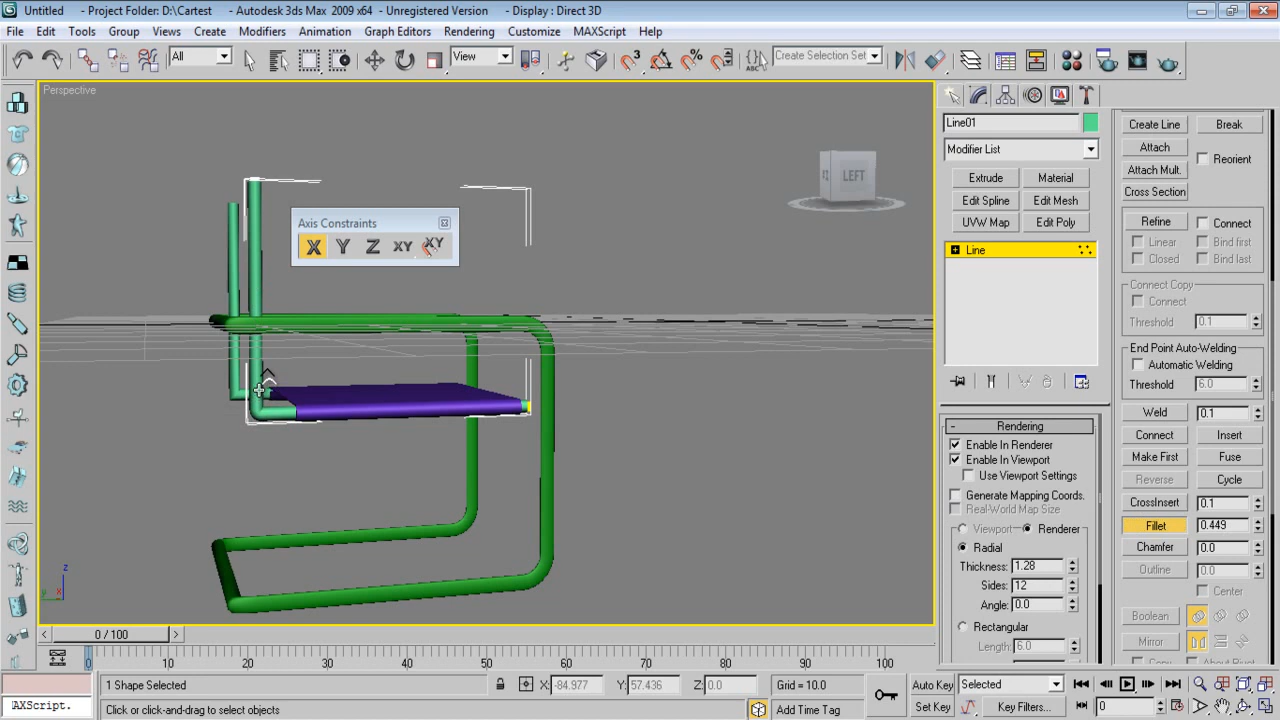 Untitled - Project Folder: D:\Cartest - Autodesk 3ds Max 2009 x64 - Unregistered Version - Display : Direct 3D
File Edit Tools Group Views Create Modifiers Animation Graph Editors Rendering Customize MAXScript Help
All View Create Selection Set
Perspective
LEFT
Axis Constraints
X Y Z XY XY
z
y x
Line01
Modifier List
Extrude Material
Edit Spline Edit Mesh
UVW Map Edit Poly
Line
- Rendering
Enable In Renderer
Enable In Viewport
Use Viewport Settings
Generate Mapping Coords.
Real-World Map Size
Viewport Renderer
Radial
Thickness: 1.28
Sides: 12
Angle: 0.0
Rectangular
Length: 6.0
Create Line Break
Attach Reorient
Attach Mult.
Cross Section
Refine Connect
Linear Bind first
Closed Bind last
Connect Copy
Connect
Threshold 0.1
End Point Auto-Welding
Automatic Welding
Threshold 6.0
Weld 0.1
Connect Insert
Make First Fuse
Reverse Cycle
CrossInsert 0.1
Fillet 0.449
Chamfer 0.0
Outline 0.0
Center
Boolean
Mirror
0 / 100
0 10 20 30 40 50 60 70 80 90 100
1 Shape Selected X: -84.977 Y: 57.436 Z: 0.0 Grid = 10.0 Auto Key Selected
AXScript. Click or click-and-drag to select objects Add Time Tag Set Key Key Filters... 0